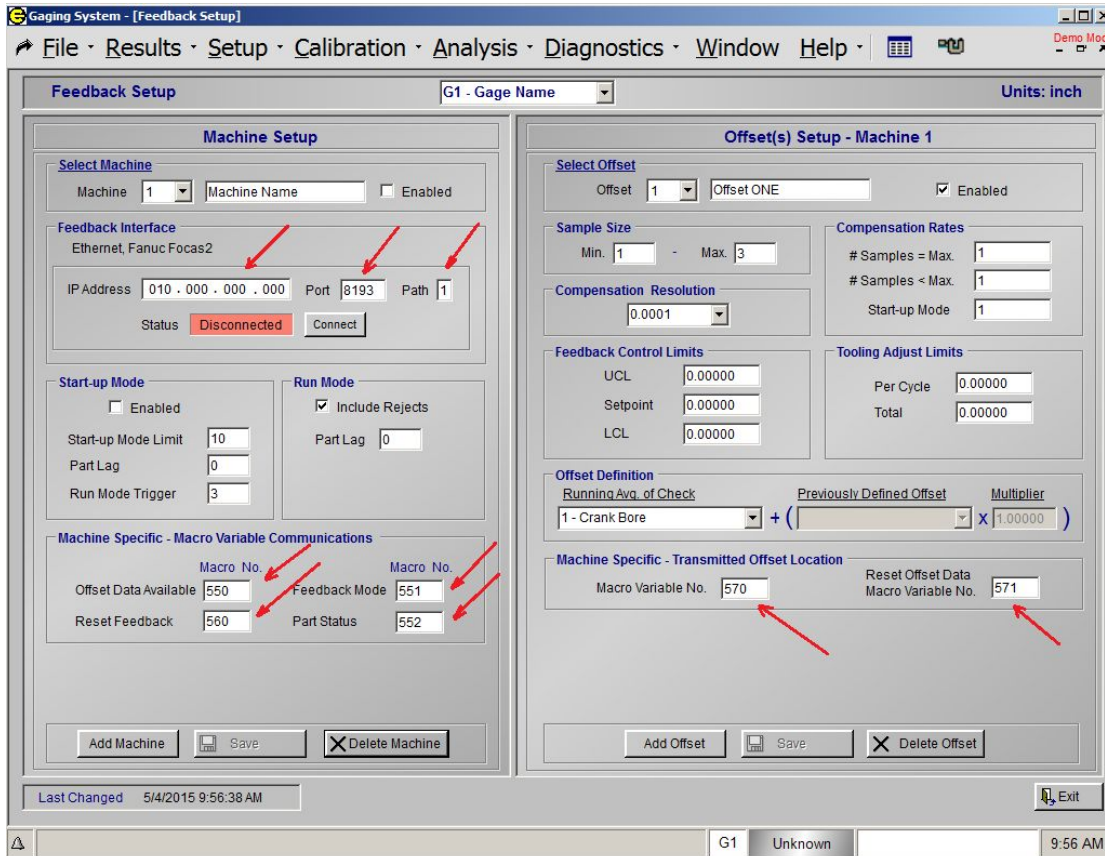 Gaging System - [Feedback Setup]
File Results Setup Calibration Analysis Diagnostics Window Help
Demo Mod
Feedback Setup G1 - Gage Name Units: inch
Machine Setup
Select Machine
Machine 1 Machine Name Enabled
Feedback Interface
Ethernet, Fanuc Focas2
IP Address 010 . 000 . 000 . 000 Port 8193 Path 1
Status Disconnected Connect
Start-up Mode
Enabled
Start-up Mode Limit 10
Part Lag 0
Run Mode Trigger 3
Run Mode
Include Rejects
Part Lag 0
Machine Specific - Macro Variable Communications
Macro No. Macro No.
Offset Data Available 550 Feedback Mode 551
Reset Feedback 560 Part Status 552
Add Machine Save Delete Machine
Offset(s) Setup - Machine 1
Select Offset
Offset 1 Offset ONE Enabled
Sample Size
Min. 1 - Max. 3
Compensation Resolution
0.0001
Compensation Rates
# Samples = Max. 1
# Samples < Max. 1
Start-up Mode 1
Feedback Control Limits
UCL 0.00000
Setpoint 0.00000
LCL 0.00000
Tooling Adjust Limits
Per Cycle 0.00000
Total 0.00000
Offset Definition
Running Avg. of Check Previously Defined Offset Multiplier
1 - Crank Bore + ( X 1.00000 )
Machine Specific - Transmitted Offset Location
Macro Variable No. 570
Reset Offset Data
Macro Variable No. 571
Add Offset Save Delete Offset
Last Changed 5/4/2015 9:56:38 AM
Exit
G1 Unknown 9:56 AM